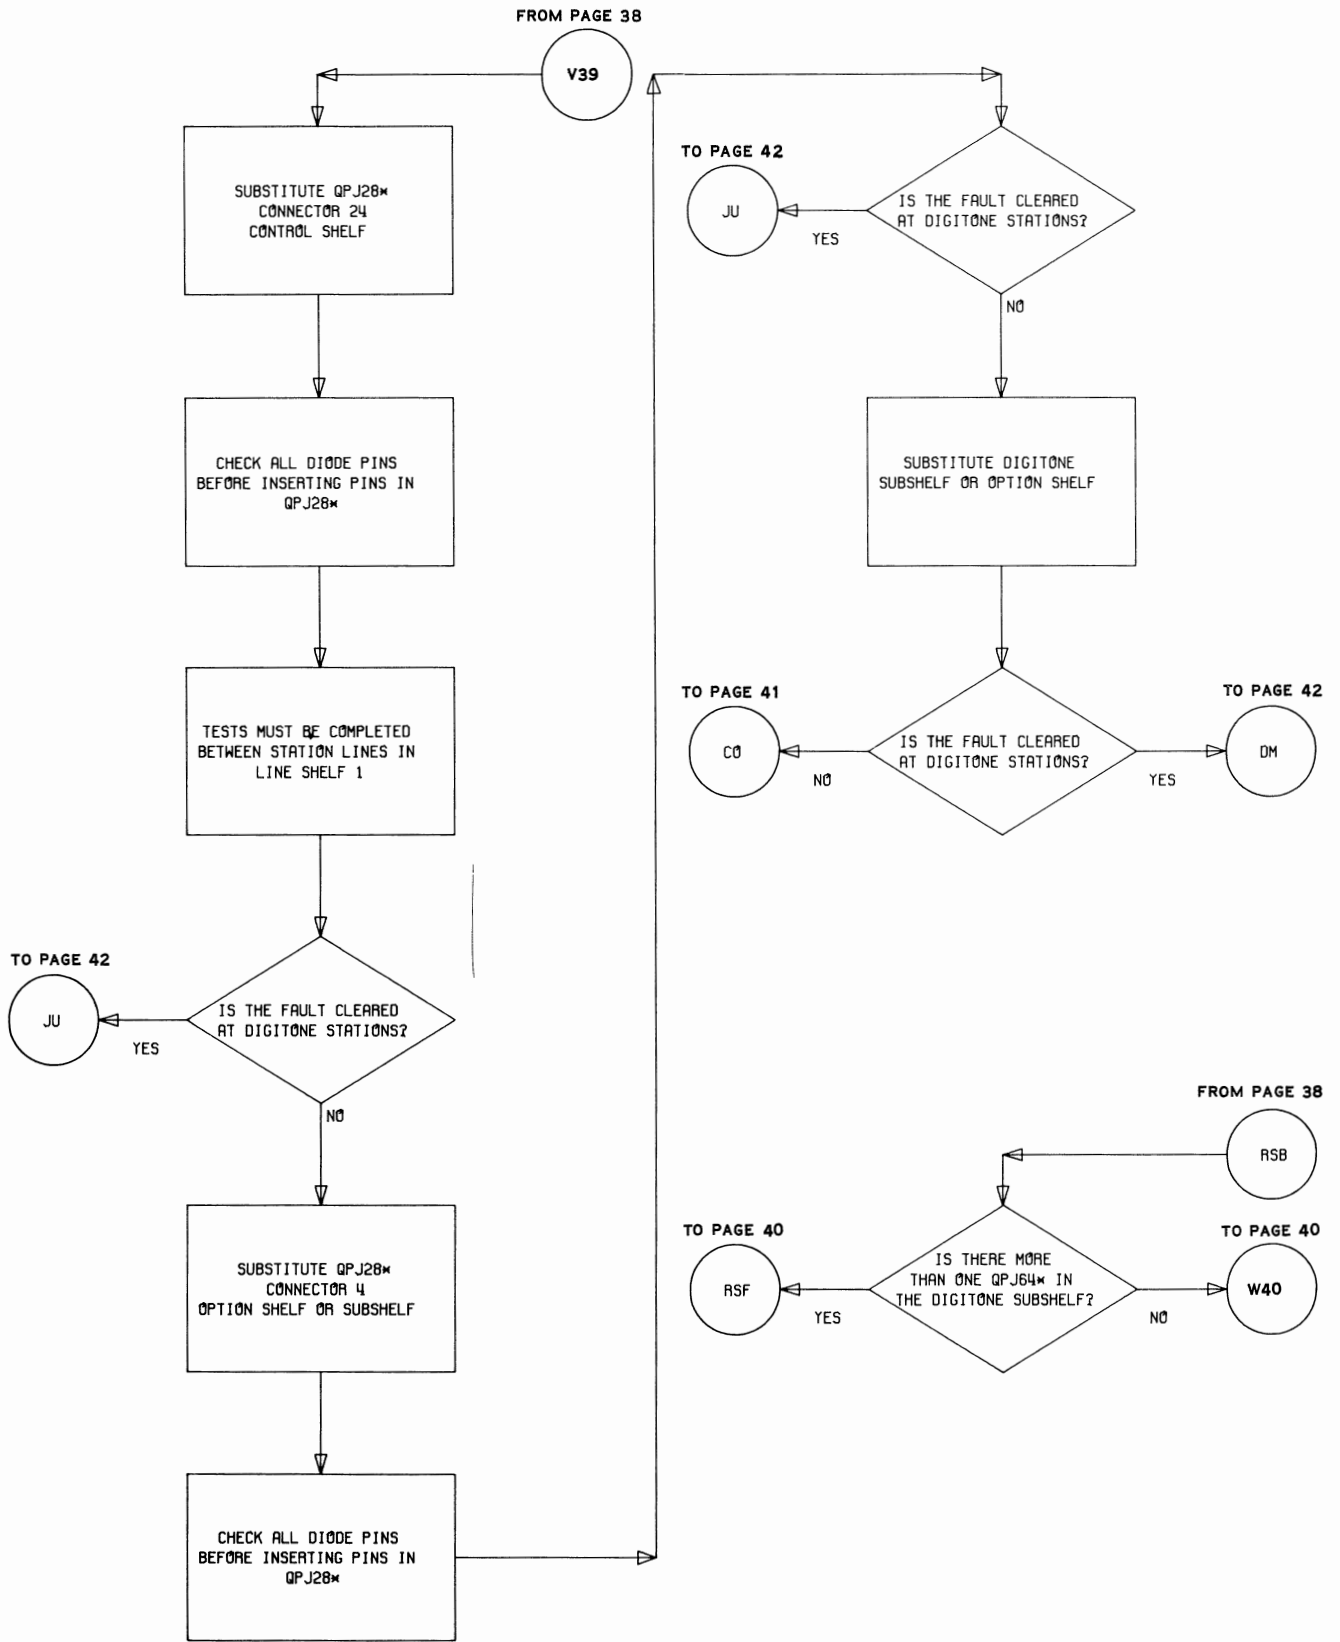 FROM PAGE 38
V39
SUBSTITUTE QPJ28*
CONNECTOR 24
CONTROL SHELF
CHECK ALL DIODE PINS
BEFORE INSERTING PINS IN
QPJ28*
TESTS MUST BE COMPLETED
BETWEEN STATION LINES IN
LINE SHELF 1
TO PAGE 42
JU
YES
IS THE FAULT CLEARED
AT DIGITONE STATIONS?
NO
SUBSTITUTE QPJ28*
CONNECTOR 4
OPTION SHELF OR SUBSHELF
CHECK ALL DIODE PINS
BEFORE INSERTING PINS IN
QPJ28*
TO PAGE 42
JU
YES
IS THE FAULT CLEARED
AT DIGITONE STATIONS?
NO
SUBSTITUTE DIGITONE
SUBSHELF OR OPTION SHELF
TO PAGE 41
CO
NO
IS THE FAULT CLEARED
AT DIGITONE STATIONS?
YES
TO PAGE 42
DM
FROM PAGE 38
RSB
TO PAGE 40
RSF
YES
IS THERE MORE
THAN ONE QPJ64* IN
THE DIGITONE SUBSHELF?
NO
TO PAGE 40
W40